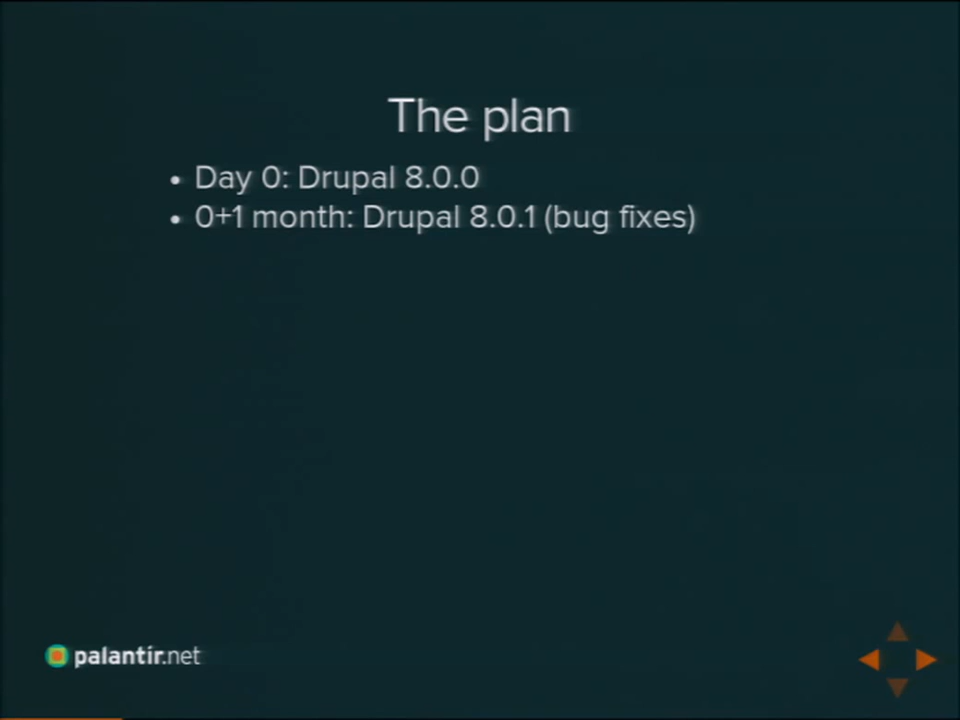 The plan
• Day 0: Drupal 8.0.0
• 0+1 month: Drupal 8.0.1 (bug fixes)
palantir.net